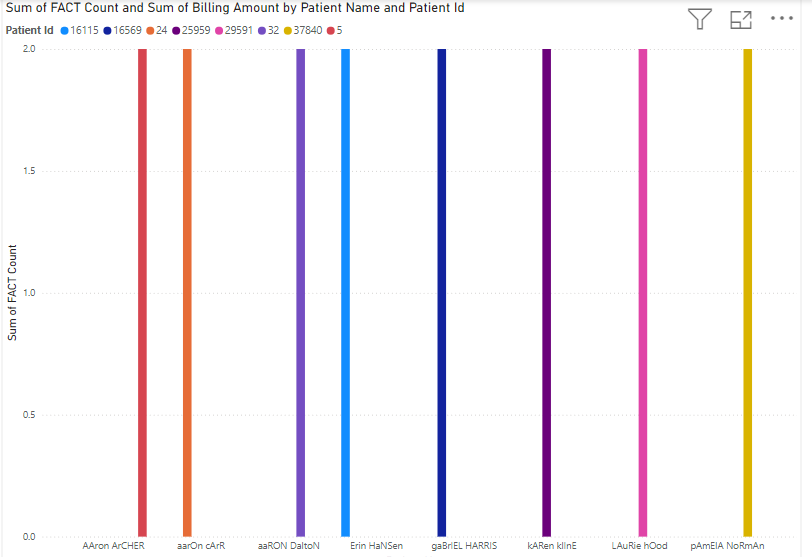 Sum of FACT Count and Sum of Billing Amount by Patient Name and Patient Id
Patient Id 16115 16569 24 25959 29591 32 37840 5
2.0
1.5
1.0
0.5
0.0
Sum of FACT Count
AAron ArCHER aarOn cArR aaRON DaltoN Erin HaNSen gaBrIEL HARRIS kARen klInE LAuRie hOod pAmElA NoRmAn